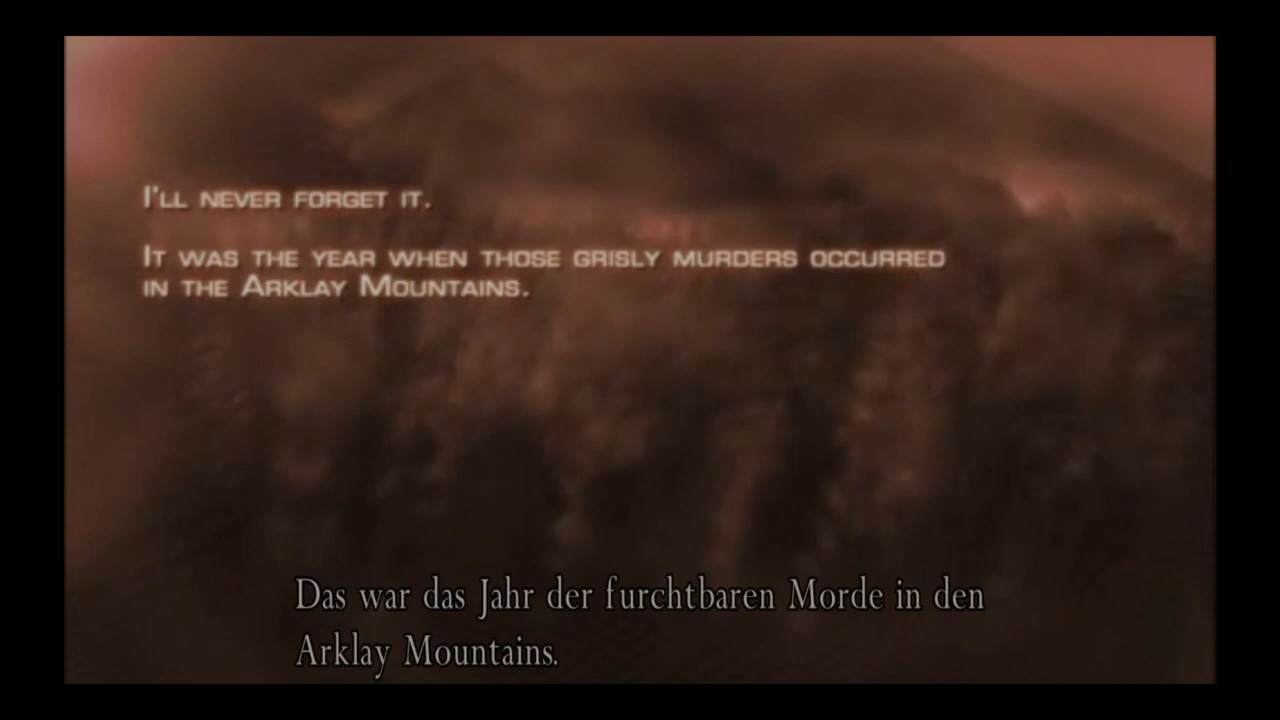 I'LL NEVER FORGET IT.
IT WAS THE YEAR WHEN THOSE GRISLY MURDERS OCCURRED
IN THE ARKLAY MOUNTAINS.
Das war das Jahr der furchtbaren Morde in den
Arklay Mountains.